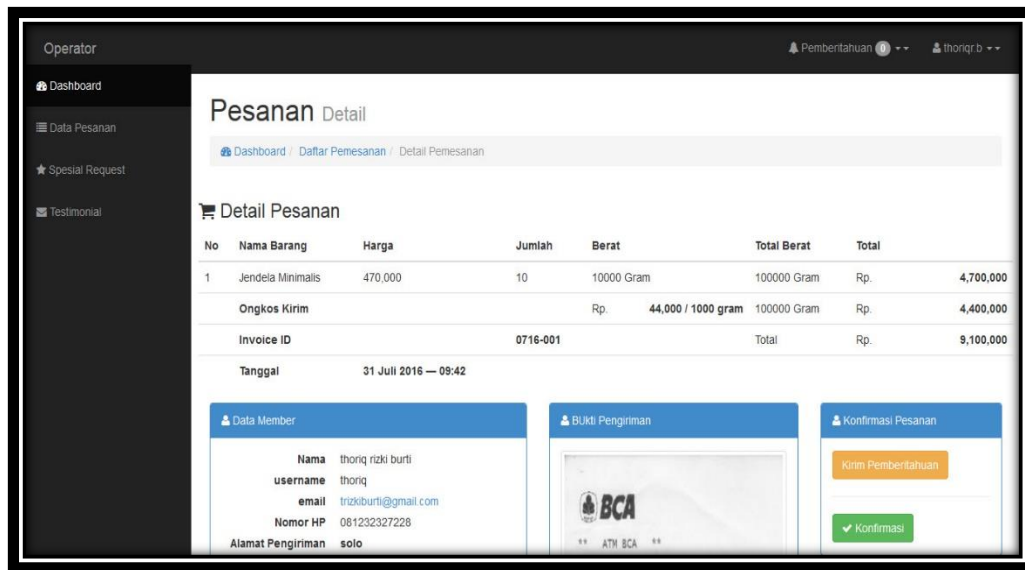 Operator
Pemberitahuan 0
thoriqr.b
Dashboard
Data Pesanan
Spesial Request
Testimonial
Pesanan Detail
Dashboard / Daftar Pemesanan / Detail Pemesanan
Detail Pesanan
No Nama Barang Harga Jumlah Berat Total Berat Total
1 Jendela Minimalis 470,000 10 10000 Gram 100000 Gram Rp. 4,700,000
Ongkos Kirim Rp. 44,000 / 1000 gram 100000 Gram Rp. 4,400,000
Invoice ID 0716-001 Total Rp. 9,100,000
Tanggal 31 Juli 2016 — 09:42
Data Member
Nama thoriq rizki burti
username thoriq
email trizkiburti@gmail.com
Nomor HP 081232327228
Alamat Pengiriman solo
BUkti Pengiriman
BCA
** ATM BCA **
Konfirmasi Pesanan
Kirim Pemberitahuan
Konfirmasi